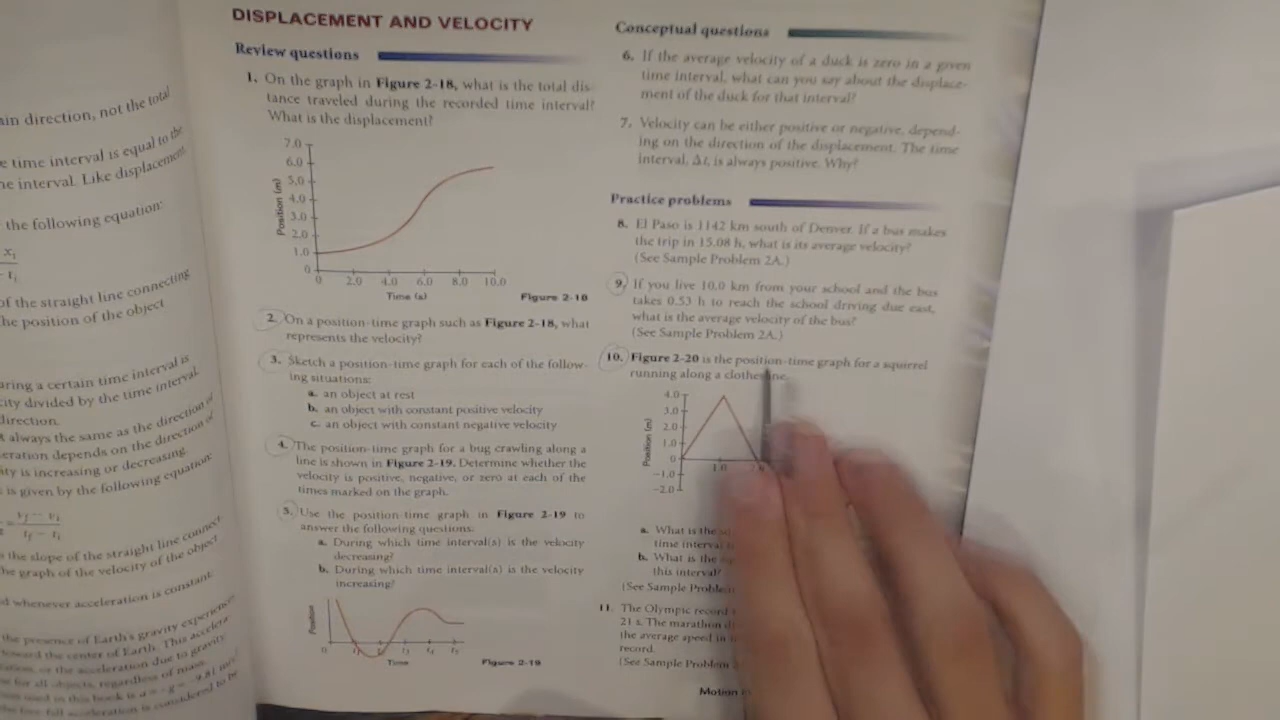 ain direction, not the total
e time interval is equal to the
ne interval. Like displacement,
the following equation:
of the straight line connecting
he position of the object
aring a certain time interval is
city divided by the time interval.
direction.
always the same as the direction of
eration depends on the direction of
ity is increasing or decreasing.
is given by the following equation:
the slope of the straight line connect-
he graph of the velocity of the object
d whenever acceleration is constant.
the presence of Earth's gravity experiences
toward the center of Earth. This accelera-
DISPLACEMENT AND VELOCITY
Review questions
1. On the graph in Figure 2-18, what is the total dis-
tance traveled during the recorded time interval?
What is the displacement?
7.0
6.0
5.0
4.0
3.0
2.0
1.0
0
Position (m)
0 2.0 4.0 6.0 8.0 10.0
Time (s)
Figure 2-18
2. On a position-time graph such as Figure 2-18, what
represents the velocity?
3. Sketch a position-time graph for each of the follow-
ing situations:
a. an object at rest
b. an object with constant positive velocity
c. an object with constant negative velocity
4. The position-time graph for a bug crawling along a
line is shown in Figure 2-19. Determine whether the
velocity is positive, negative, or zero at each of the
times marked on the graph.
5. Use the position-time graph in Figure 2-19 to
answer the following questions:
a. During which time interval(s) is the velocity
decreasing?
b. During which time interval(s) is the velocity
increasing?
Position
0
Time
Figure 2-19
Conceptual questions
6. If the average velocity of a duck is zero in a given
time interval, what can you say about the displace-
ment of the duck for that interval?
7. Velocity can be either positive or negative, depend-
ing on the direction of the displacement. The time
interval, Δt, is always positive. Why?
Practice problems
8. El Paso is 1142 km south of Denver. If a bus makes
the trip in 15.08 h, what is its average velocity?
(See Sample Problem 2A.)
9. If you live 10.0 km from your school and the bus
takes 0.53 h to reach the school driving due east,
what is the average velocity of the bus?
(See Sample Problem 2A.)
10. Figure 2-20 is the position-time graph for a squirrel
running along a clothesline.
4.0
3.0
2.0
1.0
0
−1.0
−2.0
Position (m)
1.0
a. What is the
time interval
b. What is the
this interval?
(See Sample Problem
11. The Olympic record
21 s. The marathon
the average speed in
record.
(See Sample Problem
Motion